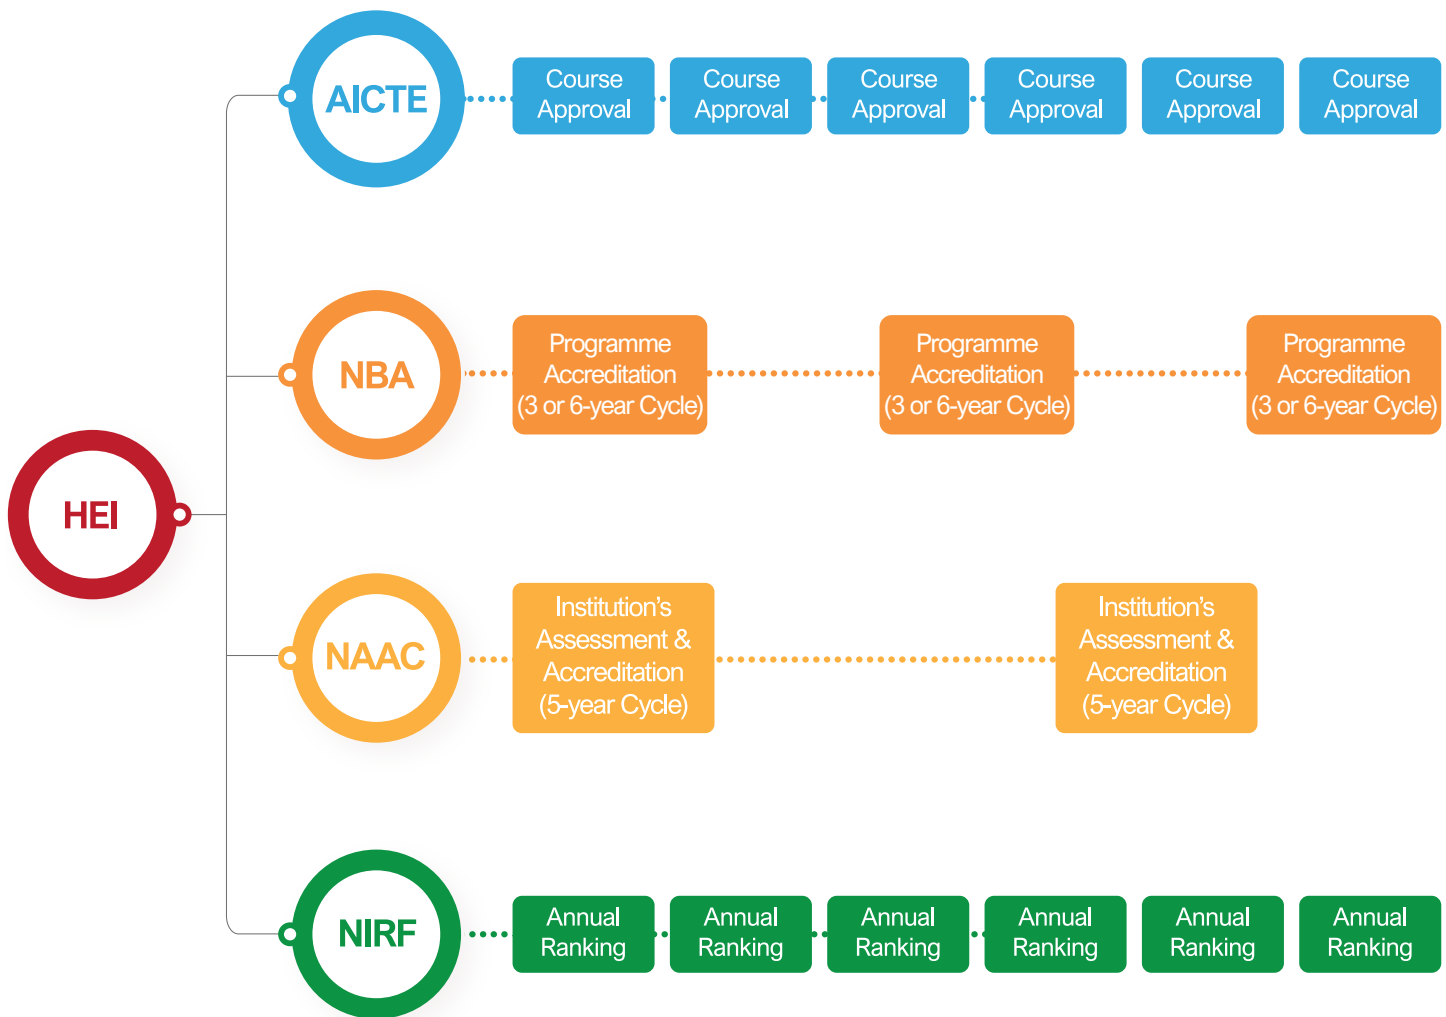 HEI
AICTE
Course
Approval
Course
Approval
Course
Approval
Course
Approval
Course
Approval
Course
Approval
NBA
Programme
Accreditation
(3 or 6-year Cycle)
Programme
Accreditation
(3 or 6-year Cycle)
Programme
Accreditation
(3 or 6-year Cycle)
NAAC
Institution’s
Assessment &
Accreditation
(5-year Cycle)
Institution’s
Assessment &
Accreditation
(5-year Cycle)
NIRF
Annual
Ranking
Annual
Ranking
Annual
Ranking
Annual
Ranking
Annual
Ranking
Annual
Ranking